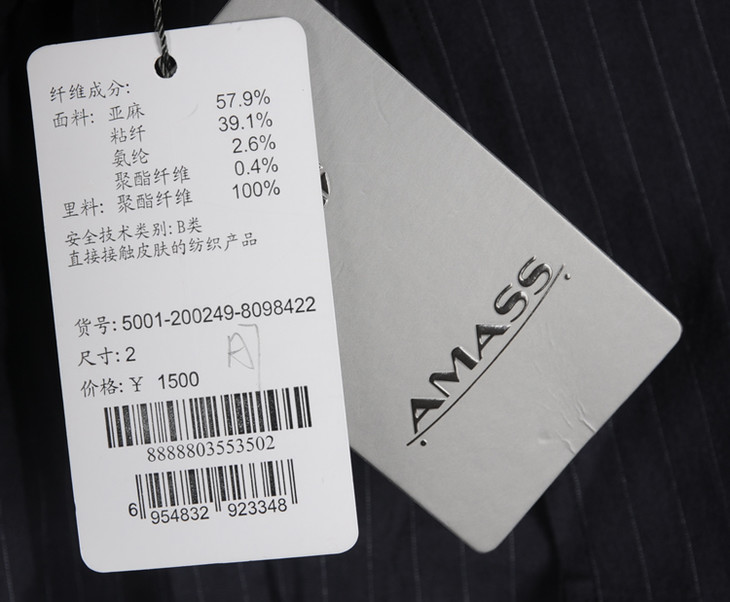 纤维成分:
面料: 亚麻 57.9%
粘纤 39.1%
氨纶 2.6%
聚酯纤维 0.4%
里料: 聚酯纤维 100%
安全技术类别: B类
直接接触皮肤的纺织产品
货号: 5001-200249-8098422
尺寸: 2
价格: ¥ 1500
8888803553502
6 954832 923348
AMASS